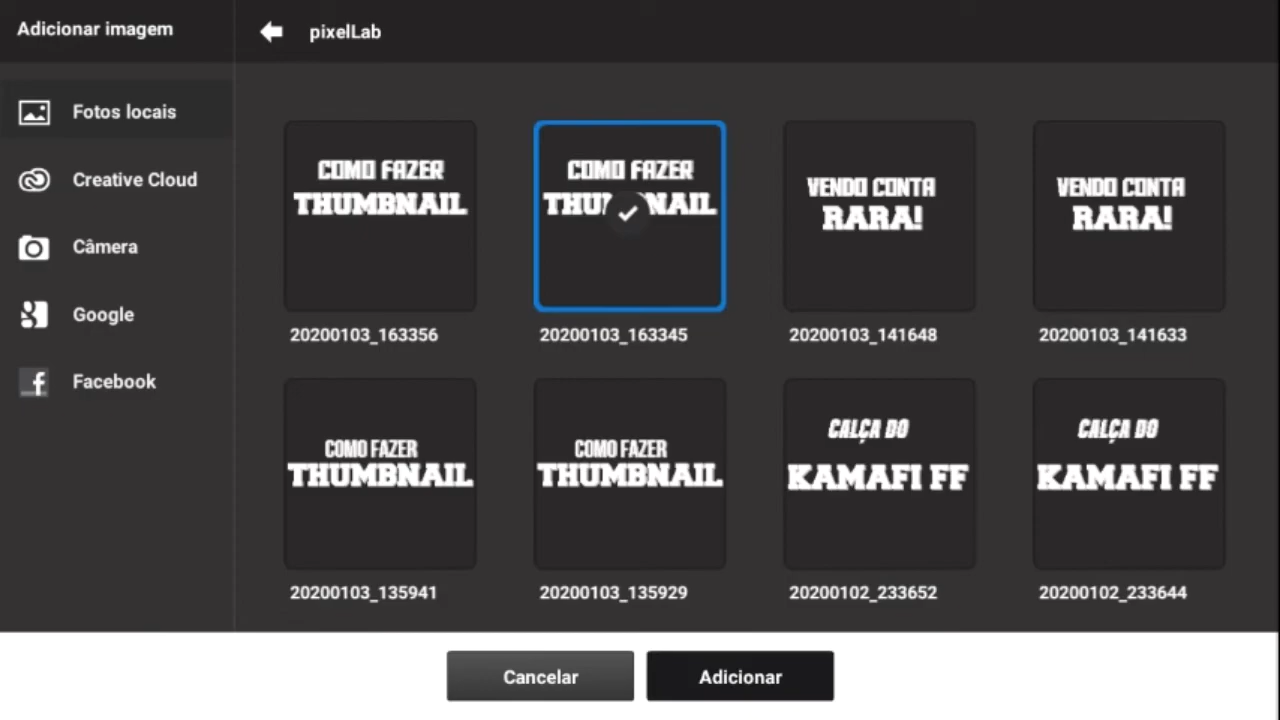 Adicionar imagem
pixelLab
Fotos locais
Creative Cloud
Câmera
Google
Facebook
COMO FAZER
THUMBNAIL
20200103_163356
COMO FAZER
THU NAIL
20200103_163345
VENDO CONTA
RARA!
20200103_141648
VENDO CONTA
RARA!
20200103_141633
COMO FAZER
THUMBNAIL
20200103_135941
COMO FAZER
THUMBNAIL
20200103_135929
CALÇA DO
KAMAFI FF
20200102_233652
CALÇA DO
KAMAFI FF
20200102_233644
Cancelar
Adicionar